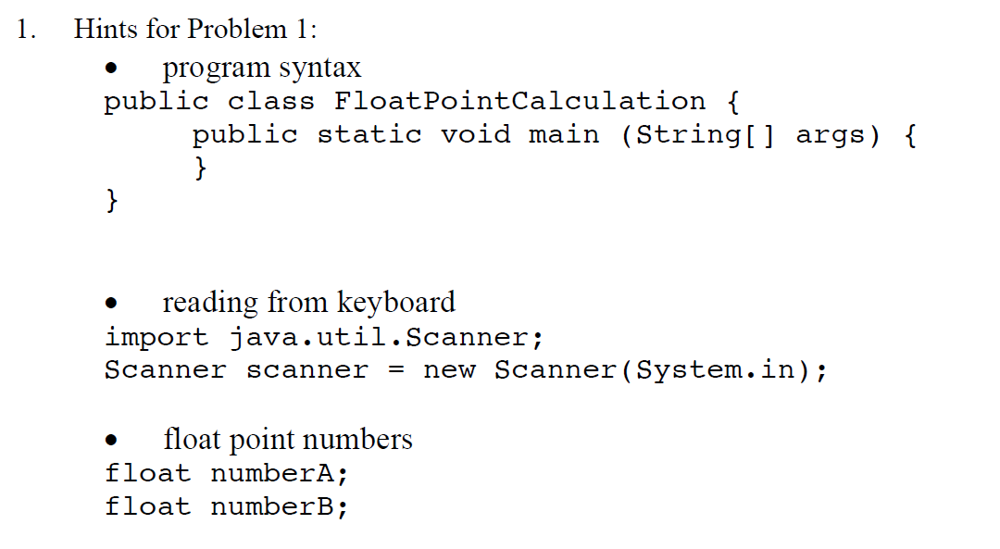 1. Hints for Problem 1:
• program syntax
public class FloatPointCalculation {
public static void main (String[] args) {
}
}
• reading from keyboard
import java.util.Scanner;
Scanner scanner = new Scanner(System.in);
• float point numbers
float numberA;
float numberB;